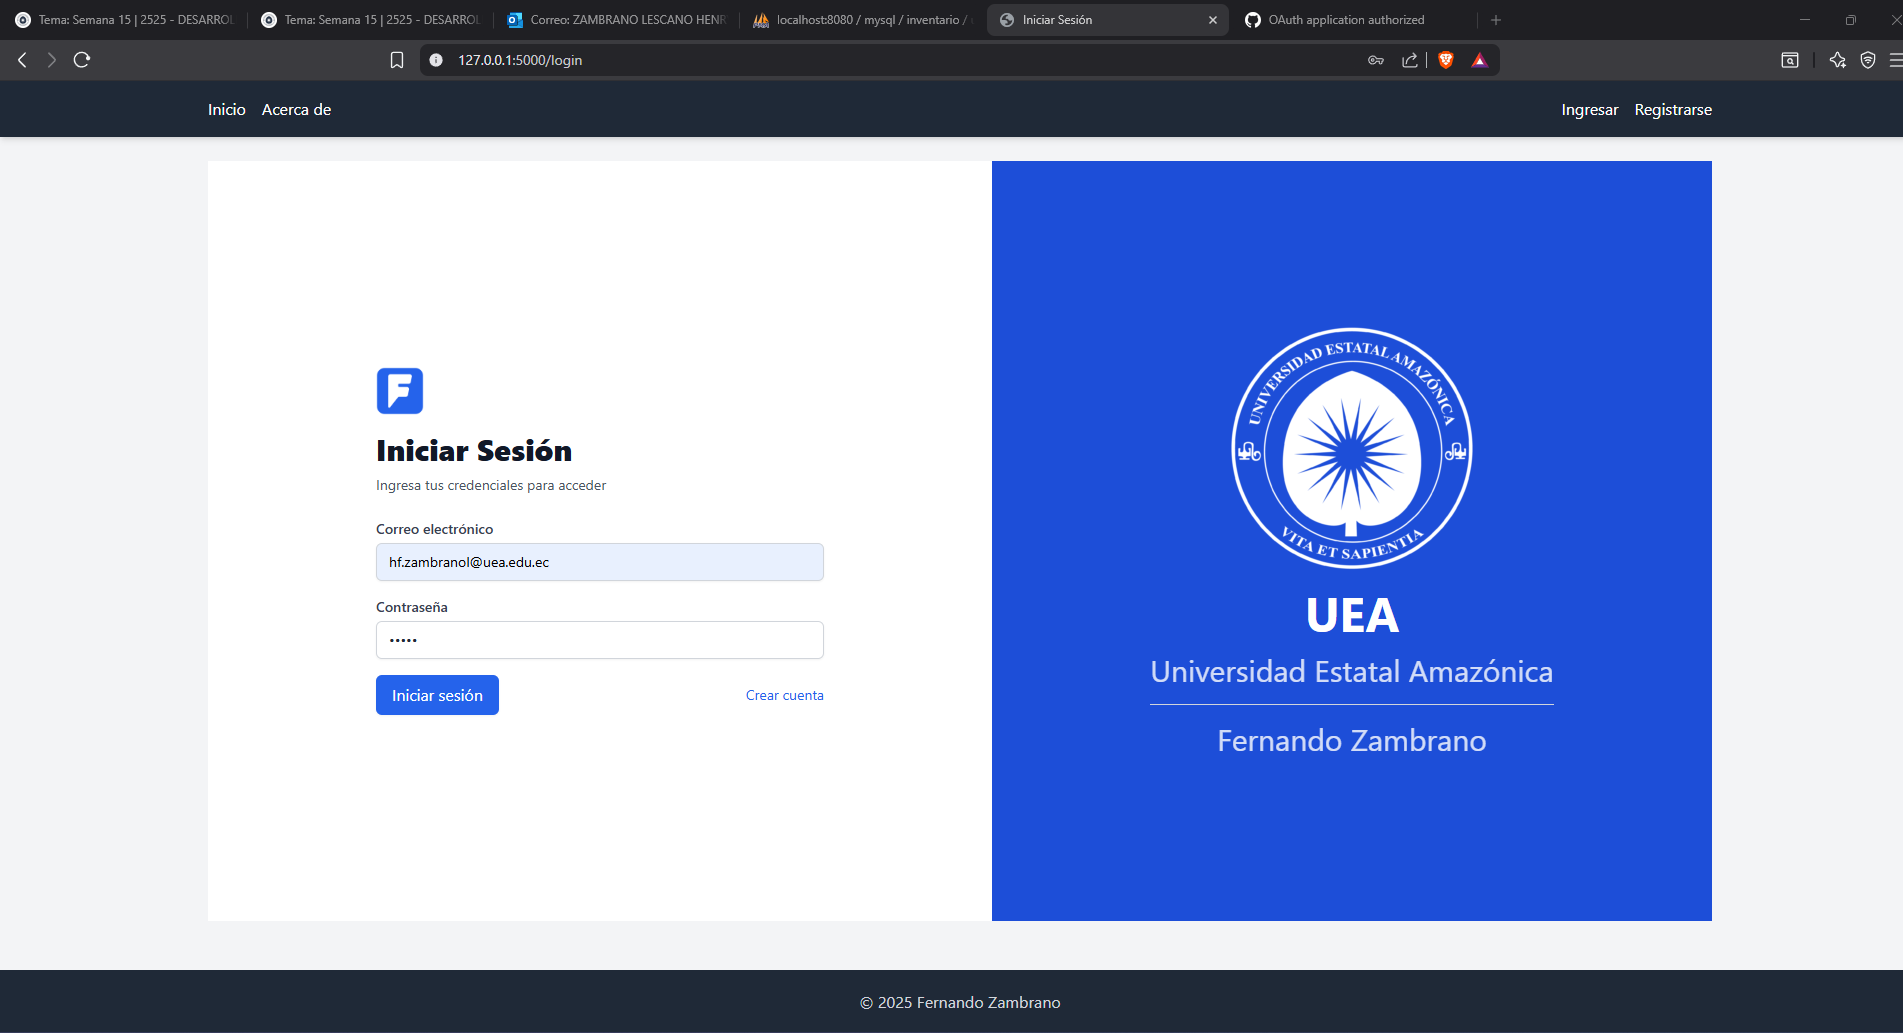 Tema: Semana 15 | 2525 - DESARROL
Tema: Semana 15 | 2525 - DESARROL
Correo: ZAMBRANO LESCANO HENR
localhost:8080 / mysql / inventario /
Iniciar Sesión
OAuth application authorized
127.0.0.1:5000/login
Inicio
Acerca de
Ingresar
Registrarse
F
Iniciar Sesión
Ingresa tus credenciales para acceder
Correo electrónico
hf.zambranol@uea.edu.ec
Contraseña
•••••
Iniciar sesión
Crear cuenta
UNIVERSIDAD ESTATAL AMAZÓNICA
VITA ET SAPIENTIA
UEA
Universidad Estatal Amazónica
Fernando Zambrano
© 2025 Fernando Zambrano